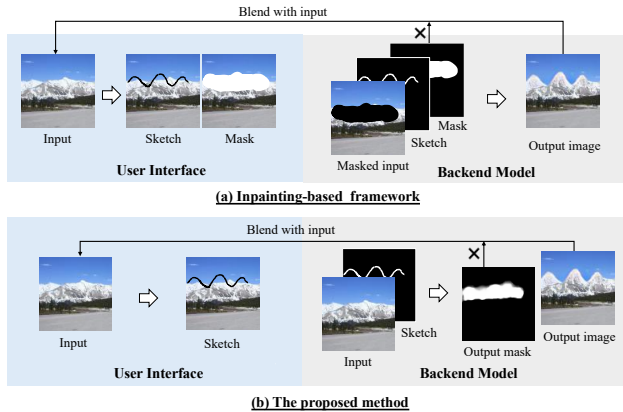 Blend with input
×
Input
Sketch
Mask
Mask
Sketch
Masked input
Output image
User Interface
Backend Model
(a) Inpainting-based framework
Blend with input
×
Input
Sketch
Sketch
Input
Output mask
Output image
User Interface
Backend Model
(b) The proposed method